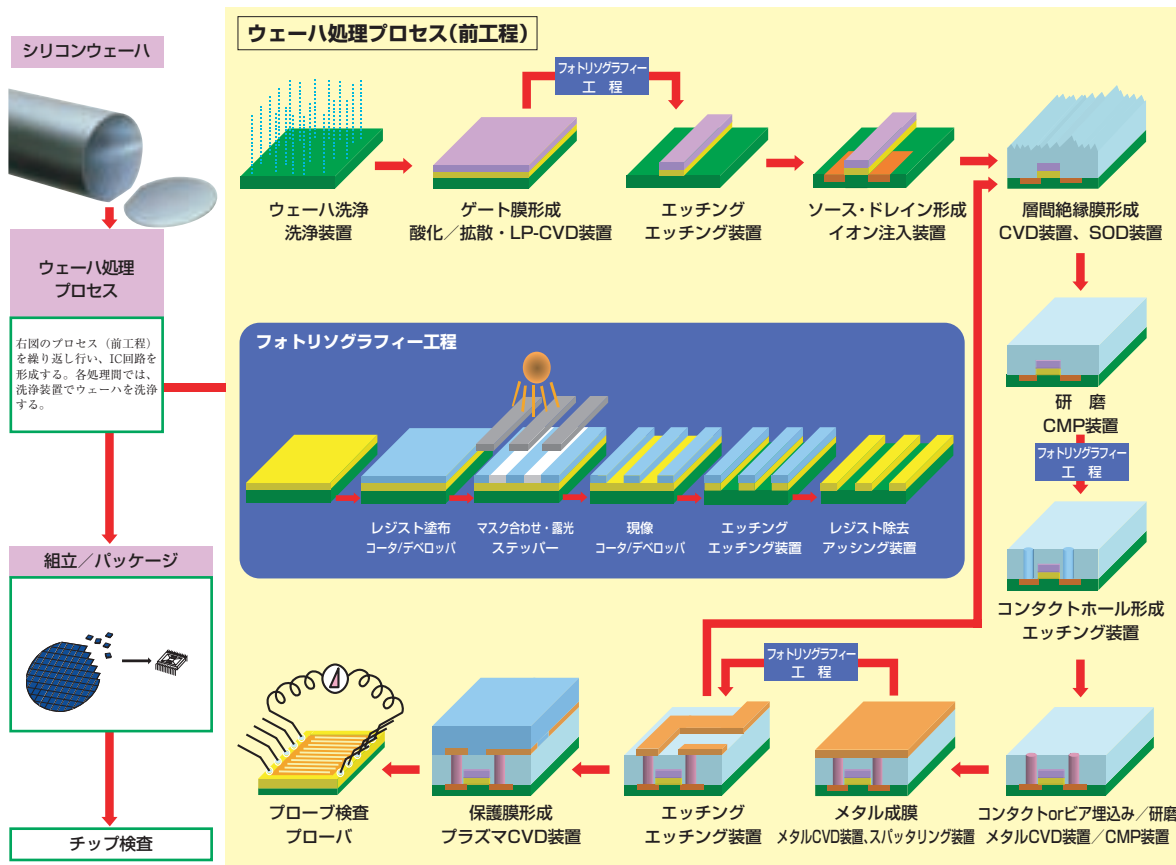 シリコンウェーハ
ウェーハ処理
プロセス
右図のプロセス（前工程）
を繰り返し行い、IC回路を
形成する。各処理間では、
洗浄装置でウェーハを洗浄
する。
組立／パッケージ
チップ検査
ウェーハ処理プロセス(前工程)
フォトリソグラフィー
工 程
ウェーハ洗浄
洗浄装置
ゲート膜形成
酸化／拡散・LP-CVD装置
エッチング
エッチング装置
ソース・ドレイン形成
イオン注入装置
層間絶縁膜形成
CVD装置、SOD装置
研 磨
CMP装置
フォトリソグラフィー
工 程
コンタクトホール形成
エッチング装置
フォトリソグラフィー工程
レジスト塗布
コータ/デベロッパ
マスク合わせ・露光
ステッパー
現像
コータ/デベロッパ
エッチング
エッチング装置
レジスト除去
アッシング装置
フォトリソグラフィー
工 程
プローブ検査
プローバ
保護膜形成
プラズマCVD装置
エッチング
エッチング装置
メタル成膜
メタルCVD装置、スパッタリング装置
コンタクトorビア埋込み／研磨
メタルCVD装置／CMP装置